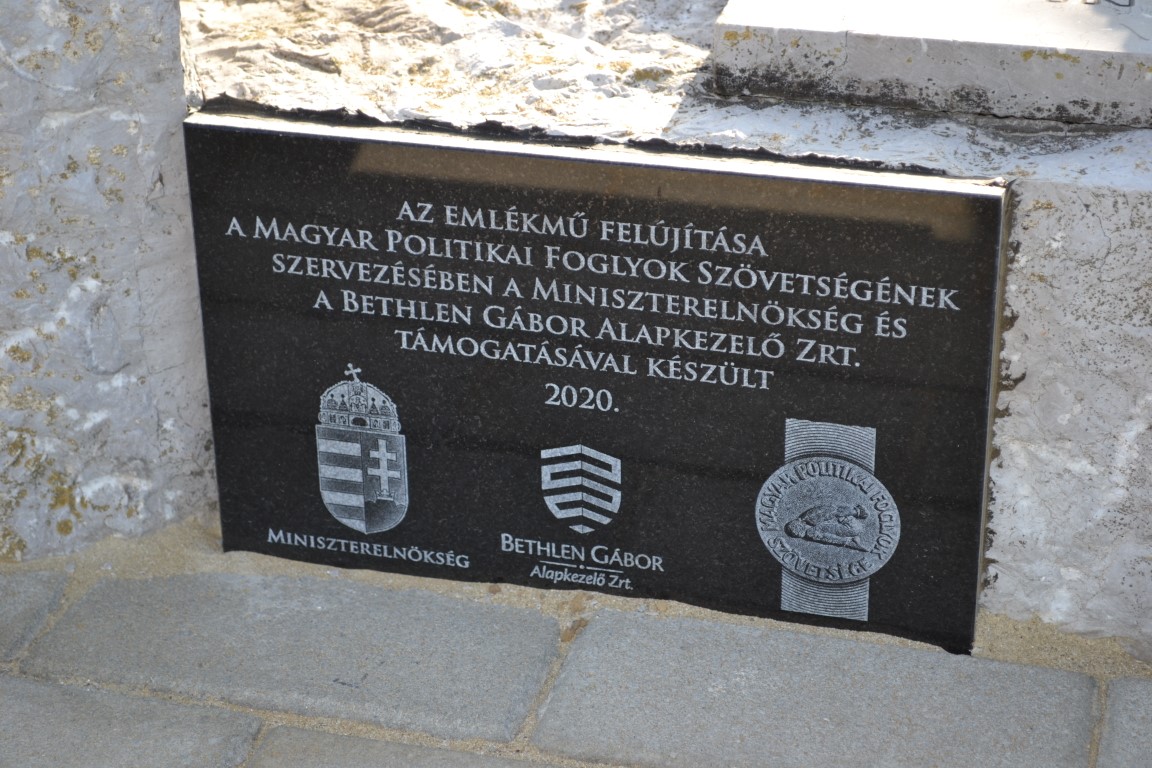 AZ EMLÉKMŰ FELÚJÍTÁSA
A MAGYAR POLITIKAI FOGLYOK SZÖVETSÉGÉNEK
SZERVEZÉSÉBEN A MINISZTERELNÖKSÉG ÉS
A BETHLEN GÁBOR ALAPKEZELŐ ZRT.
TÁMOGATÁSÁVAL KÉSZÜLT
2020.
MINISZTERELNÖKSÉG
BETHLEN GÁBOR
Alapkezelő Zrt.
MAGYAR POLITIKAI FOGLYOK
SZÖVETSÉGE